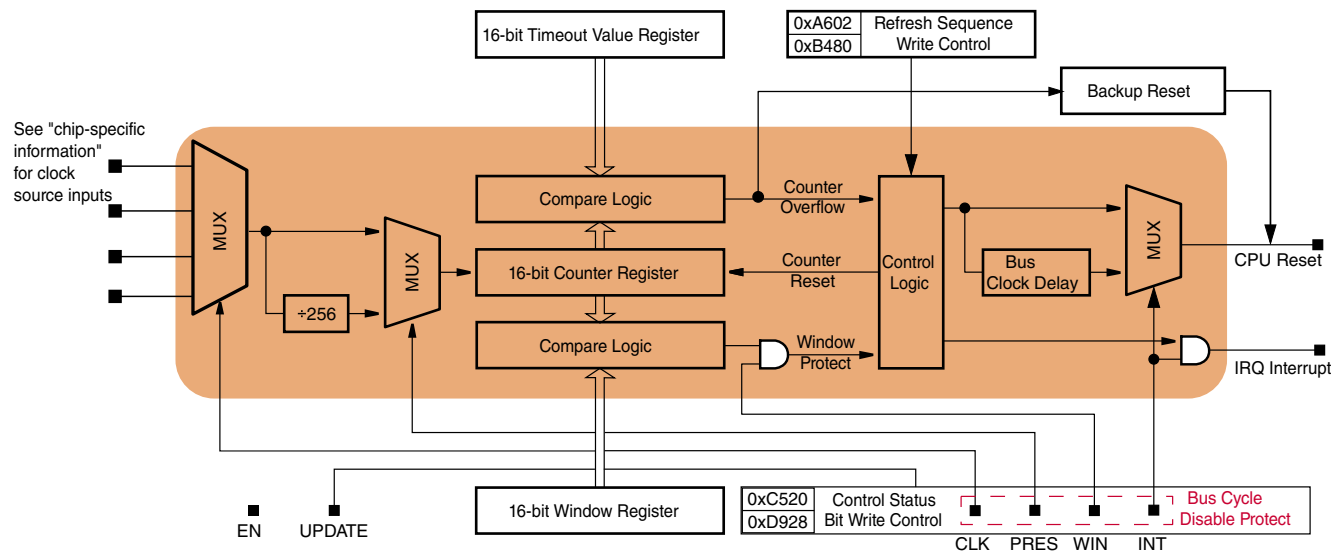 16-bit Timeout Value Register
0xA602
0xB480
Refresh Sequence
Write Control
Backup Reset
See "chip-specific
information"
for clock
source inputs
MUX
÷256
MUX
Compare Logic
16-bit Counter Register
Compare Logic
Counter
Overflow
Counter
Reset
Window
Protect
Control
Logic
Bus
Clock Delay
MUX
CPU Reset
IRQ Interrupt
EN
UPDATE
16-bit Window Register
0xC520
0xD928
Control Status
Bit Write Control
Bus Cycle
Disable Protect
CLK
PRES
WIN
INT